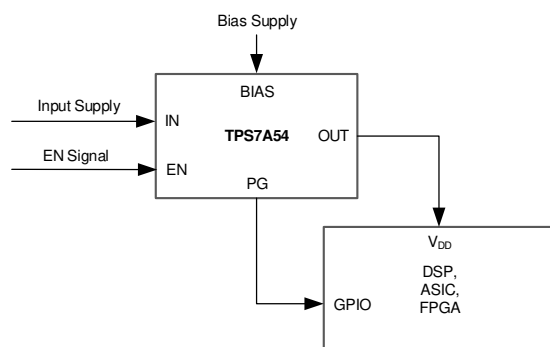 Bias Supply
BIAS
Input Supply
IN
TPS7A54
OUT
EN Signal
EN
PG
VDD
DSP,
ASIC,
FPGA
GPIO